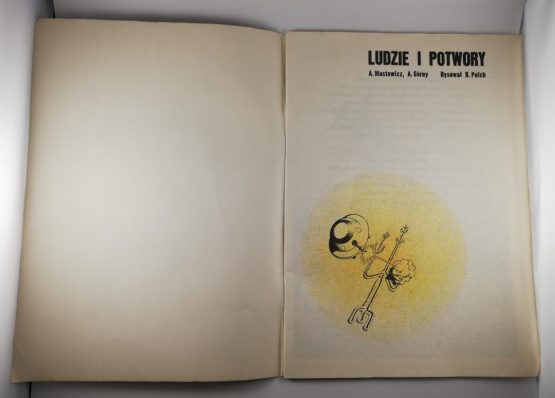 LUDZIE I POTWORY
A. Mostowicz, A. Górny Rysował B. Polch